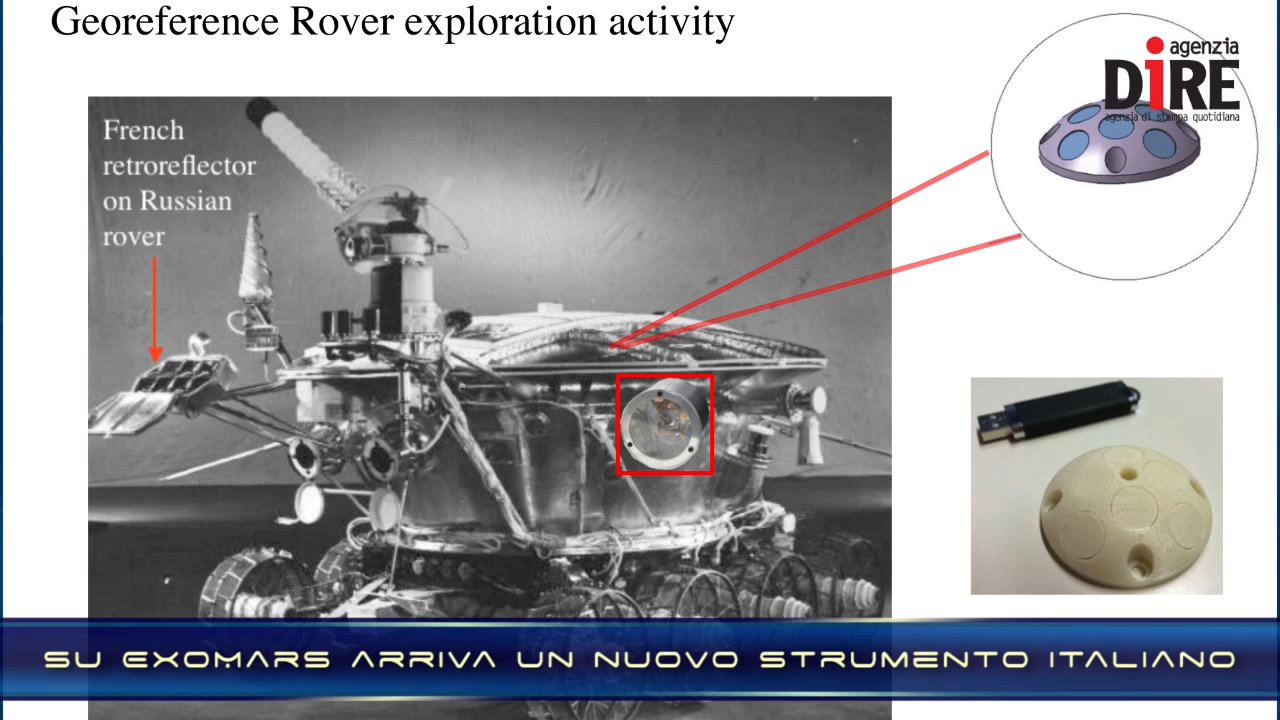 Georeference Rover exploration activity
agenzia
DiRE
agenzia di stampa quotidiana
French
retroreflector
on Russian
rover
SU EXOMARS ARRIVA UN NUOVO STRUMENTO ITALIANO